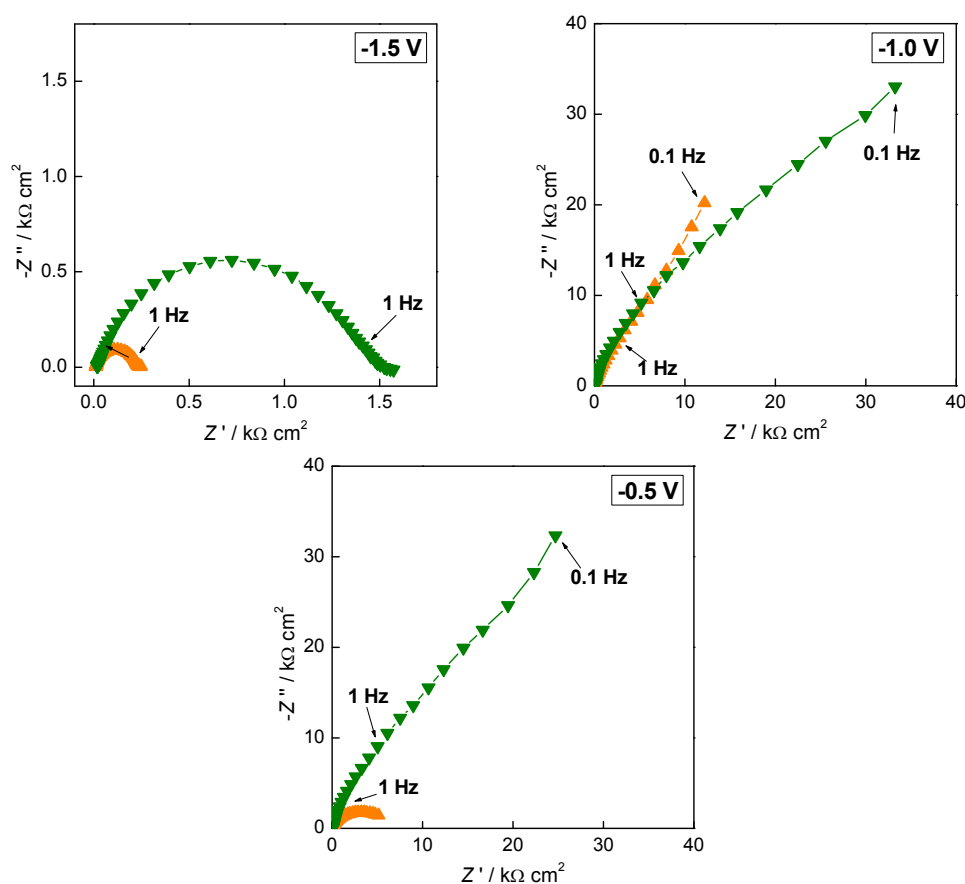 -1.5 V
1.5
1.0
0.5
0.0
-Z'' / kΩ cm²
1 Hz
1 Hz
0.0 0.5 1.0 1.5
Z ' / kΩ cm²
-1.0 V
40
30
20
10
0
-Z'' / kΩ cm²
0.1 Hz
0.1 Hz
1 Hz
1 Hz
0 10 20 30 40
Z ' / kΩ cm²
-0.5 V
40
30
20
10
0
-Z'' / kΩ cm²
0.1 Hz
1 Hz
1 Hz
0 10 20 30 40
Z ' / kΩ cm²